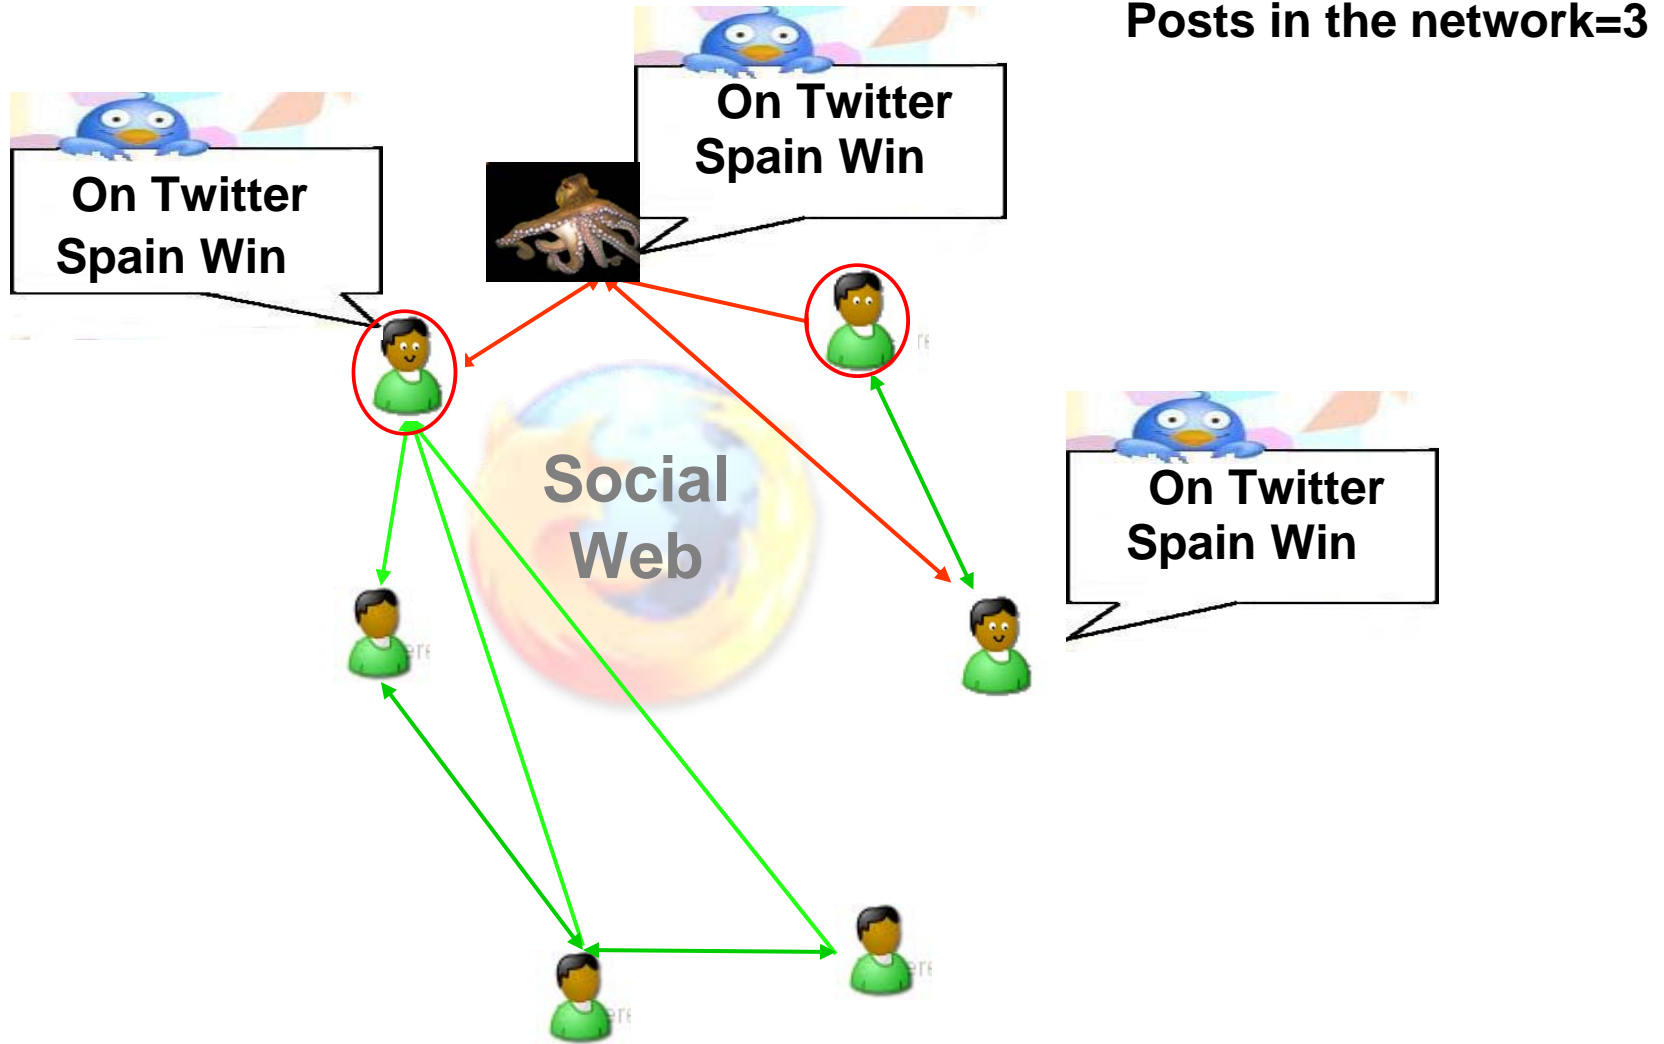 Posts in the network=3
On Twitter
Spain Win
On Twitter
Spain Win
Social
Web
On Twitter
Spain Win